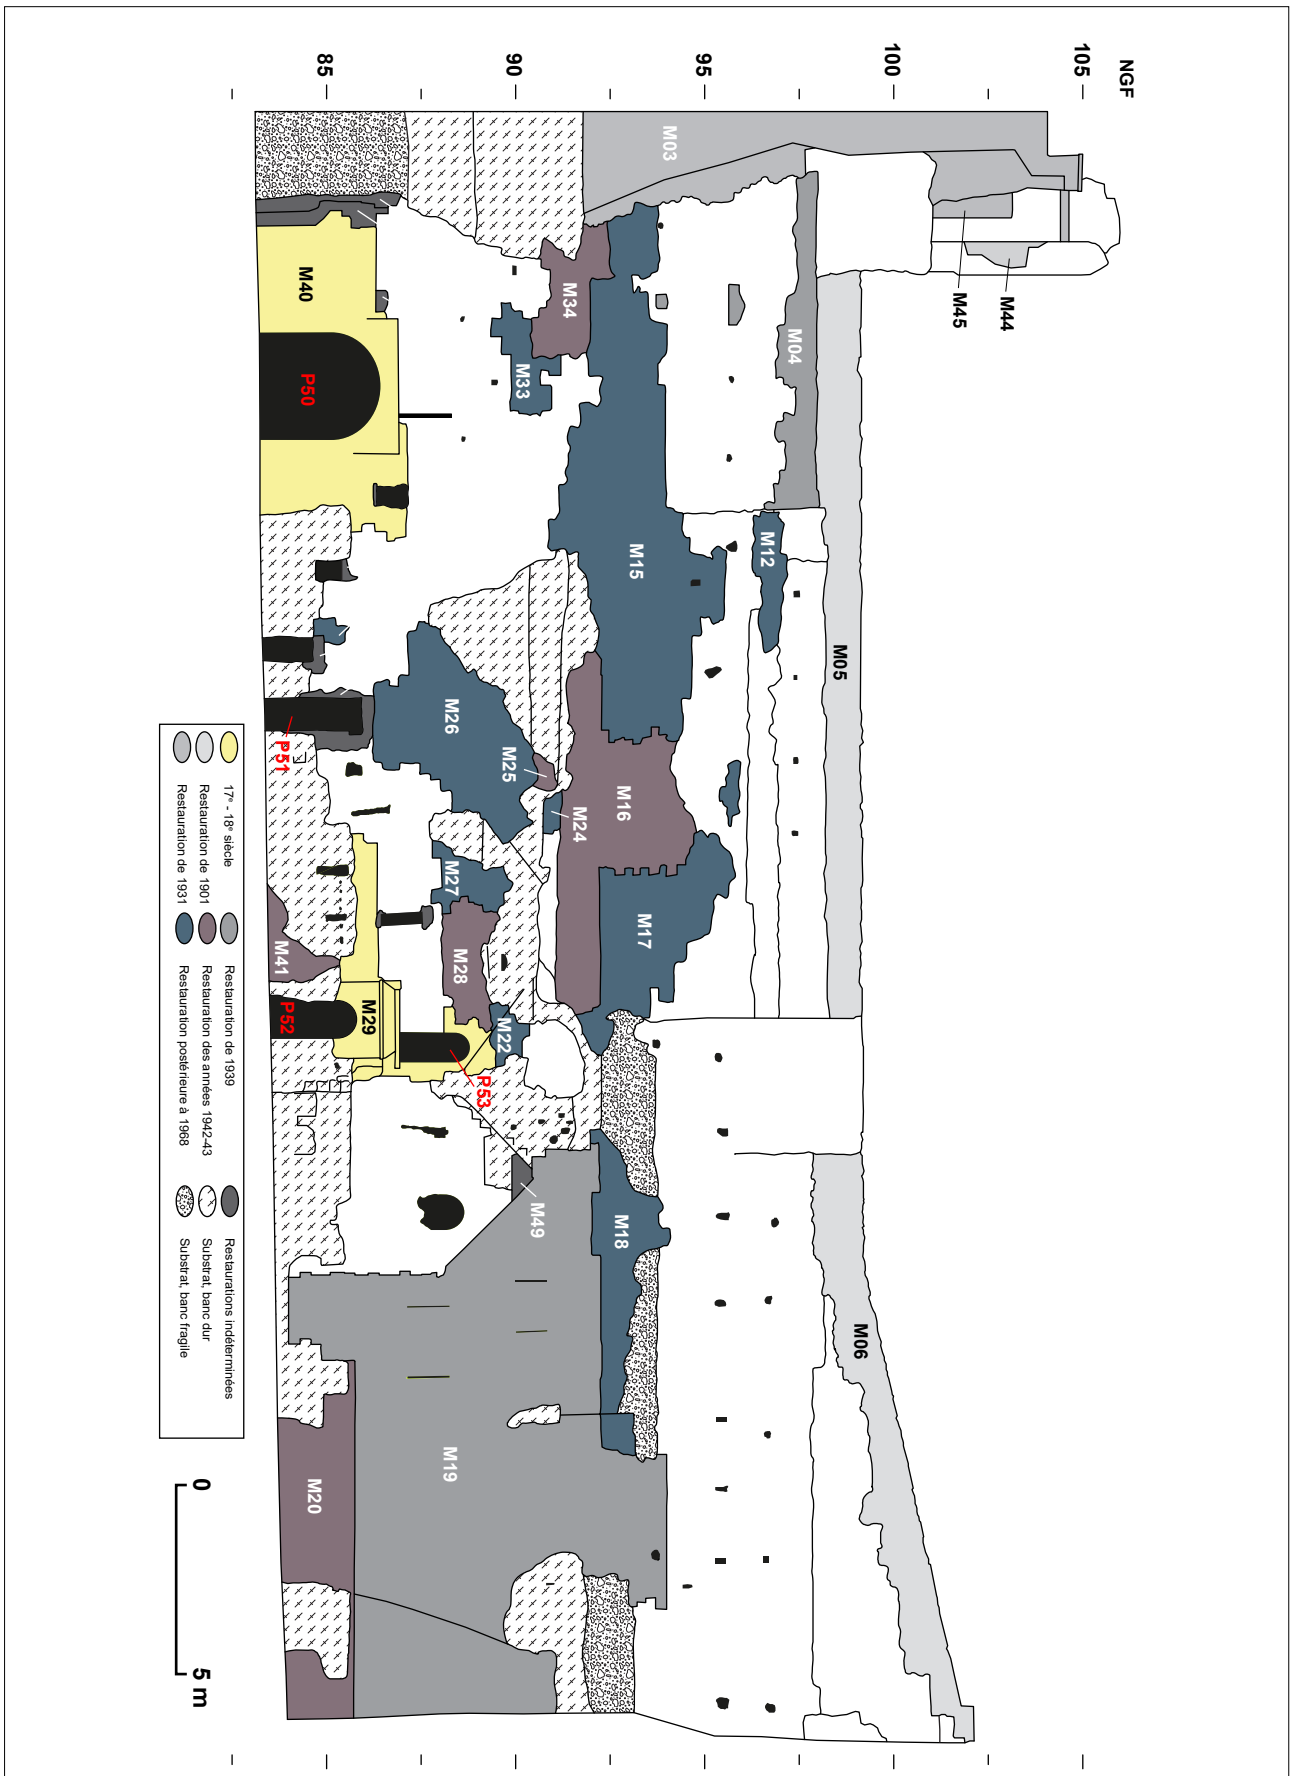 NGF
105
100
95
90
85
M03
M44
M45
M04
M34
M33
M40
P50
M12
M15
M05
M26
M25
M24
M16
M17
P51
M27
M28
M41
P52
M29
M22
P53
M49
M18
M06
M19
M20
17e - 18e siècle
Restauration de 1901
Restauration de 1931
Restauration de 1939
Restauration des années 1942-43
Restauration postérieure à 1968
Restaurations indéterminées
Substrat, banc dur
Substrat, banc fragile
0
5 m